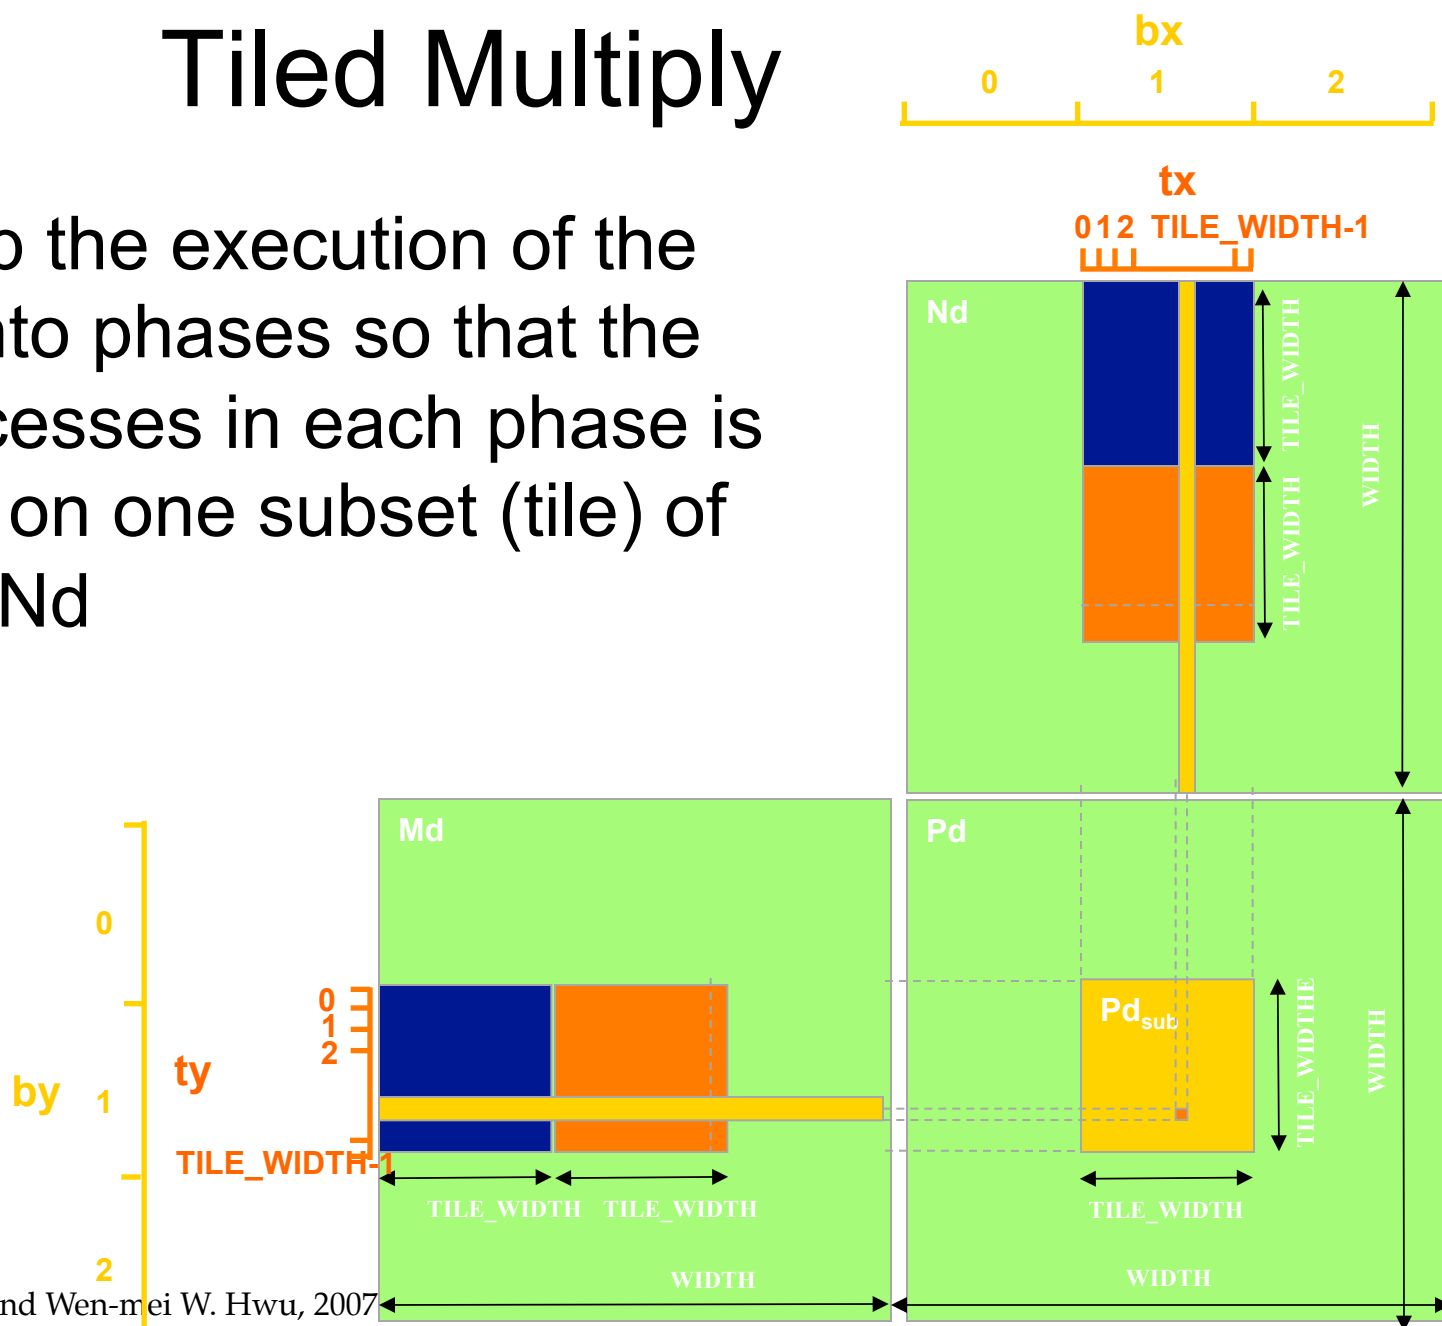 Tiled Multiply
bx
0 1 2
tx
0 1 2 TILE_WIDTH-1
the execution of the
phases so that the
in each phase is
on one subset (tile) of
Nd
Nd
TILE_WIDTH
TILE_WIDTH
WIDTH
Md
Pd
by
0
1
2
ty
0
1
2
TILE_WIDTH-1
Pdsub
TILE_WIDTHE
WIDTH
TILE_WIDTH TILE_WIDTH
TILE_WIDTH
WIDTH
WIDTH
Wen-mei W. Hwu, 2007